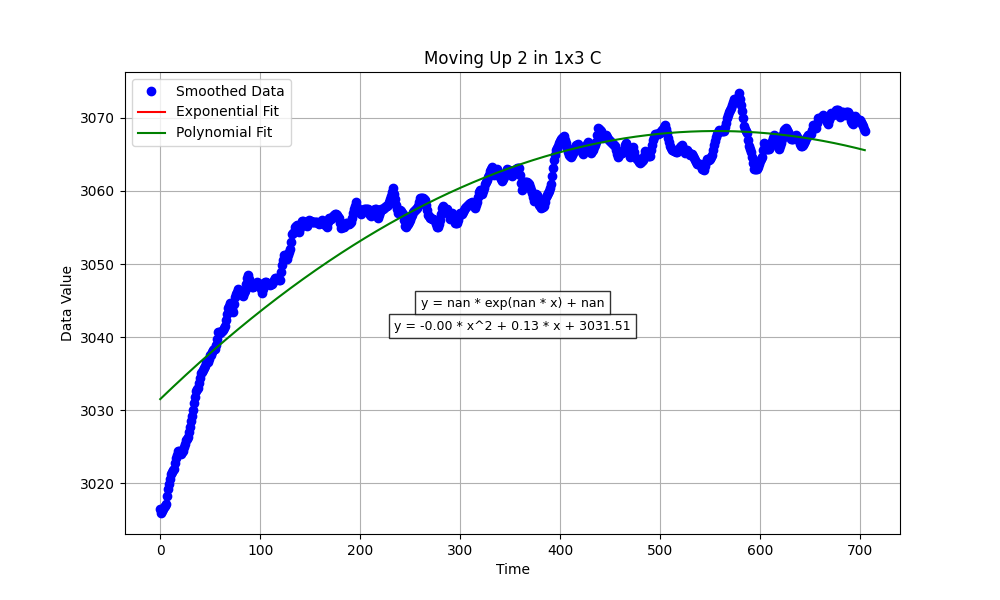 Moving Up 2 in 1x3 C
Smoothed Data
Exponential Fit
Polynomial Fit
3070
3060
3050
3040
3030
3020
Data Value
y = nan * exp(nan * x) + nan
y = -0.00 * x^2 + 0.13 * x + 3031.51
0 100 200 300 400 500 600 700
Time